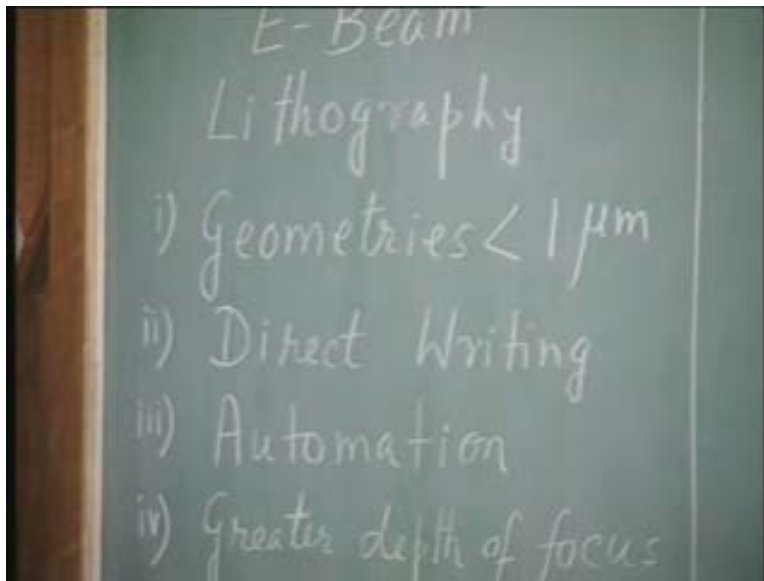 E-Beam
Lithography
i) Geometries < 1 μm
ii) Direct Writing
iii) Automation
iv) Greater depth of focus